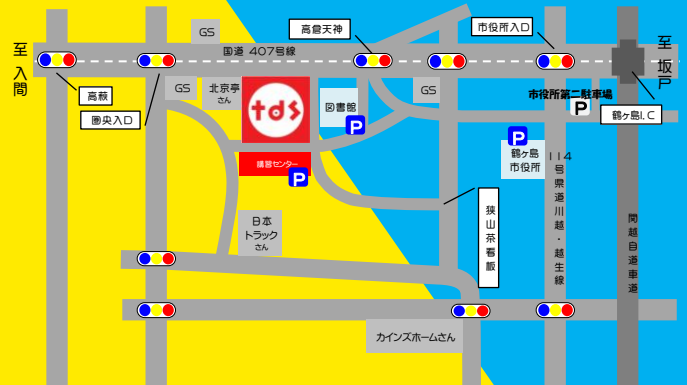 至
入
間
GS
国道 407号線
高倉天神
市役所入口
至
坂
戸
高萩
圏央入口
GS
北京亭
さん
tds
図書館
P
GS
市役所第二駐車場
P
鶴ヶ島I.C
講習センター
P
P
鶴ヶ島
市役所
114号県道川越・越生線
日本
トラック
さん
狭山茶看板
関越自動車道
カインズホームさん